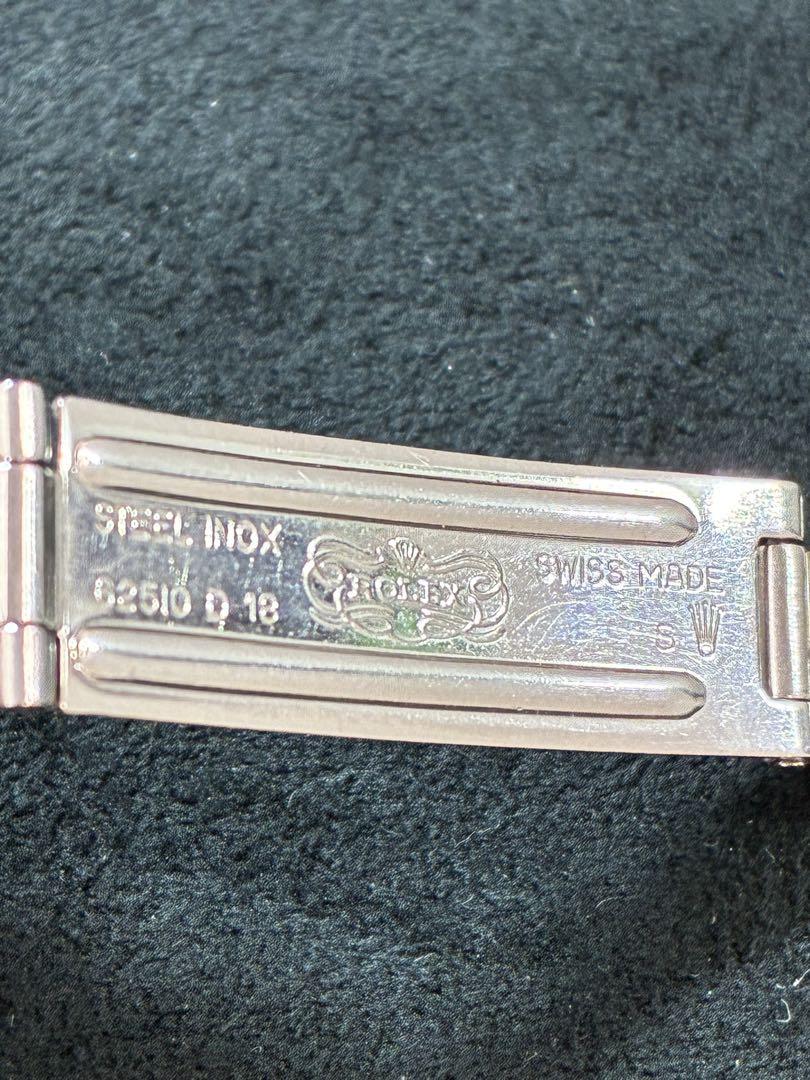 STEEL INOX
62510 D 18
ROLEX
SWISS MADE
S